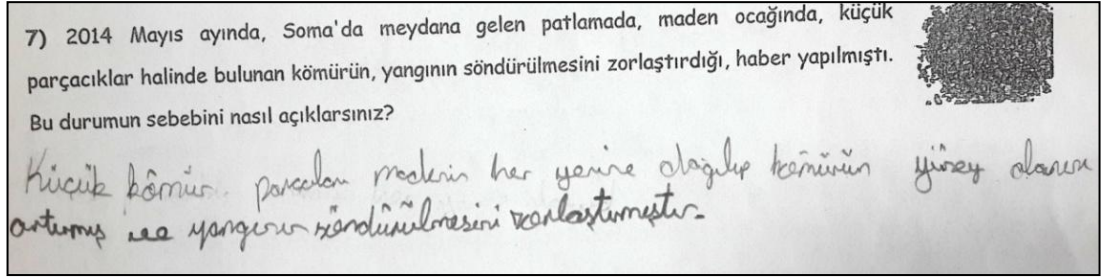 7) 2014 Mayıs ayında, Soma'da meydana gelen patlamada, maden ocağında, küçük
parçacıklar halinde bulunan kömürün, yangının söndürülmesini zorlaştırdığı, haber yapılmıştı.
Bu durumun sebebini nasıl açıklarsınız?
Küçük kömür parçaları madenin her yerine dağılıp kömürün yüzey alanını
artırmış ve yangının söndürülmesini zorlaştırmıştır.